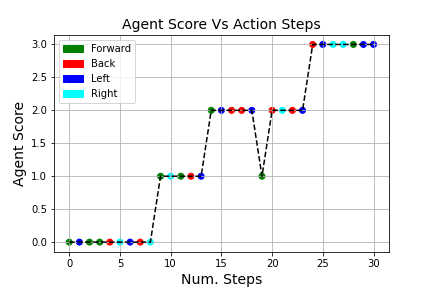 Agent Score Vs Action Steps
Forward
Back
Left
Right
Agent Score
3.0
2.5
2.0
1.5
1.0
0.5
0.0
0 5 10 15 20 25 30
Num. Steps